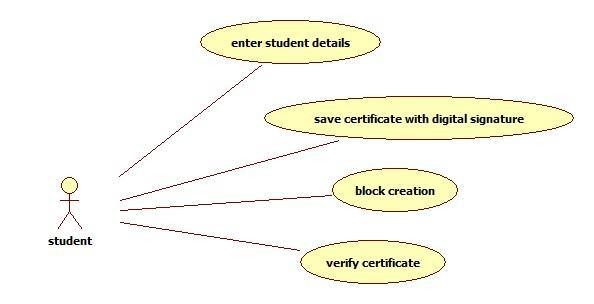 enter student details
save certificate with digital signature
block creation
student
verify certificate